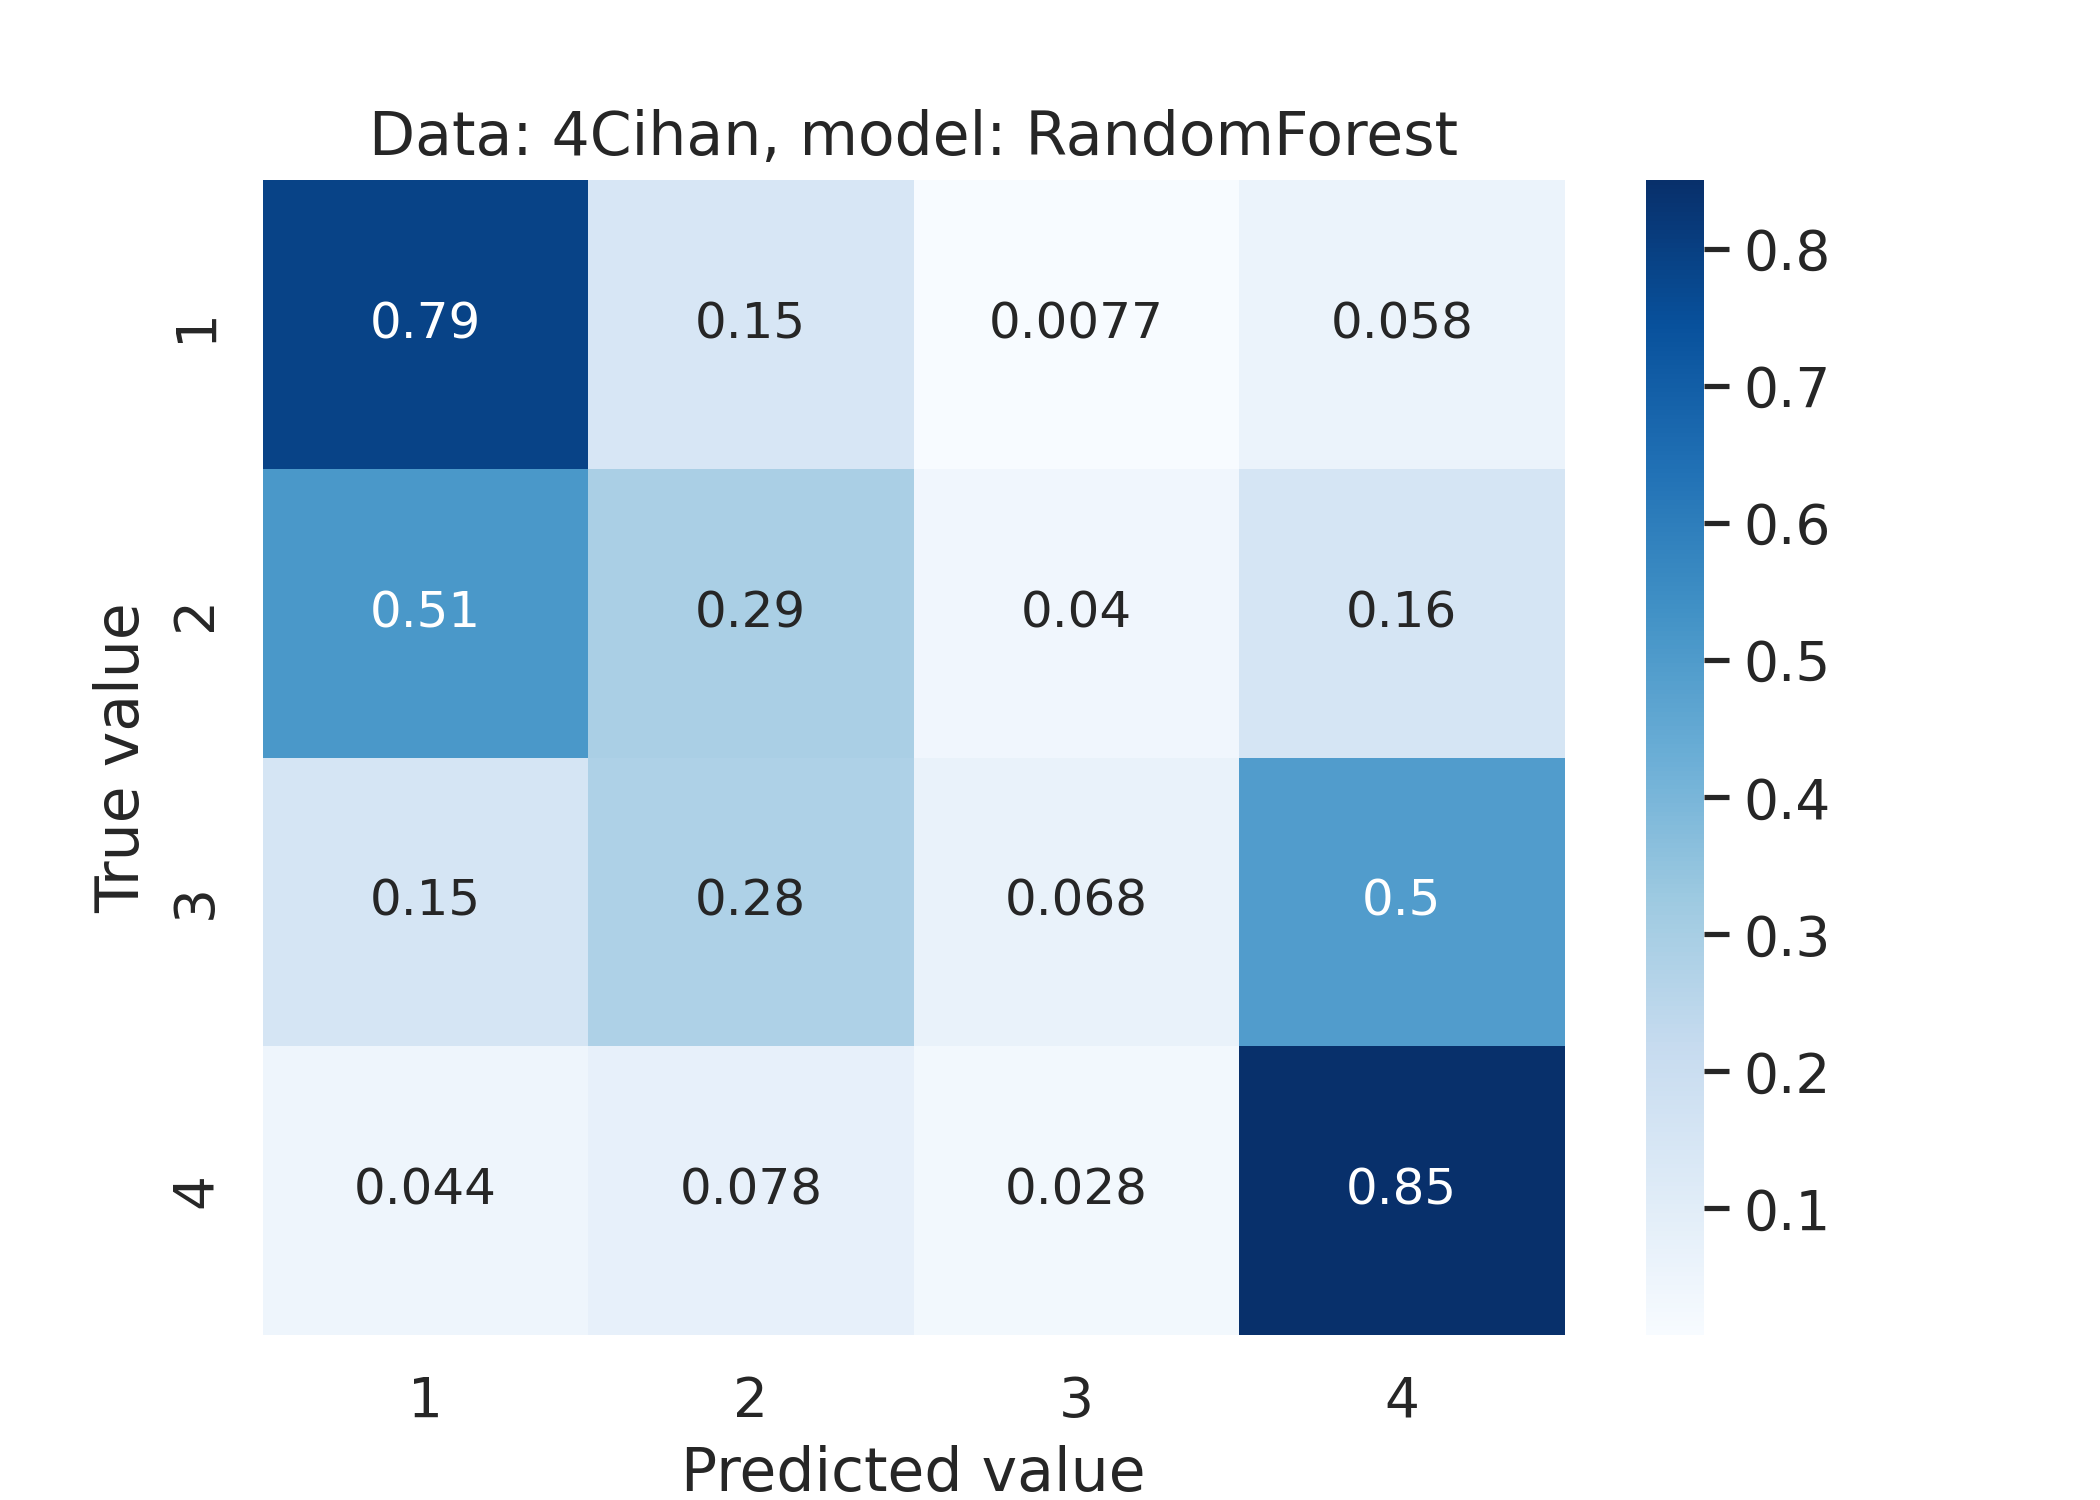 Data: 4Cihan, model: RandomForest
1 0.79 0.15 0.0077 0.058
2 0.51 0.29 0.04 0.16
3 0.15 0.28 0.068 0.5
4 0.044 0.078 0.028 0.85
1 2 3 4
True value
Predicted value
0.8
0.7
0.6
0.5
0.4
0.3
0.2
0.1